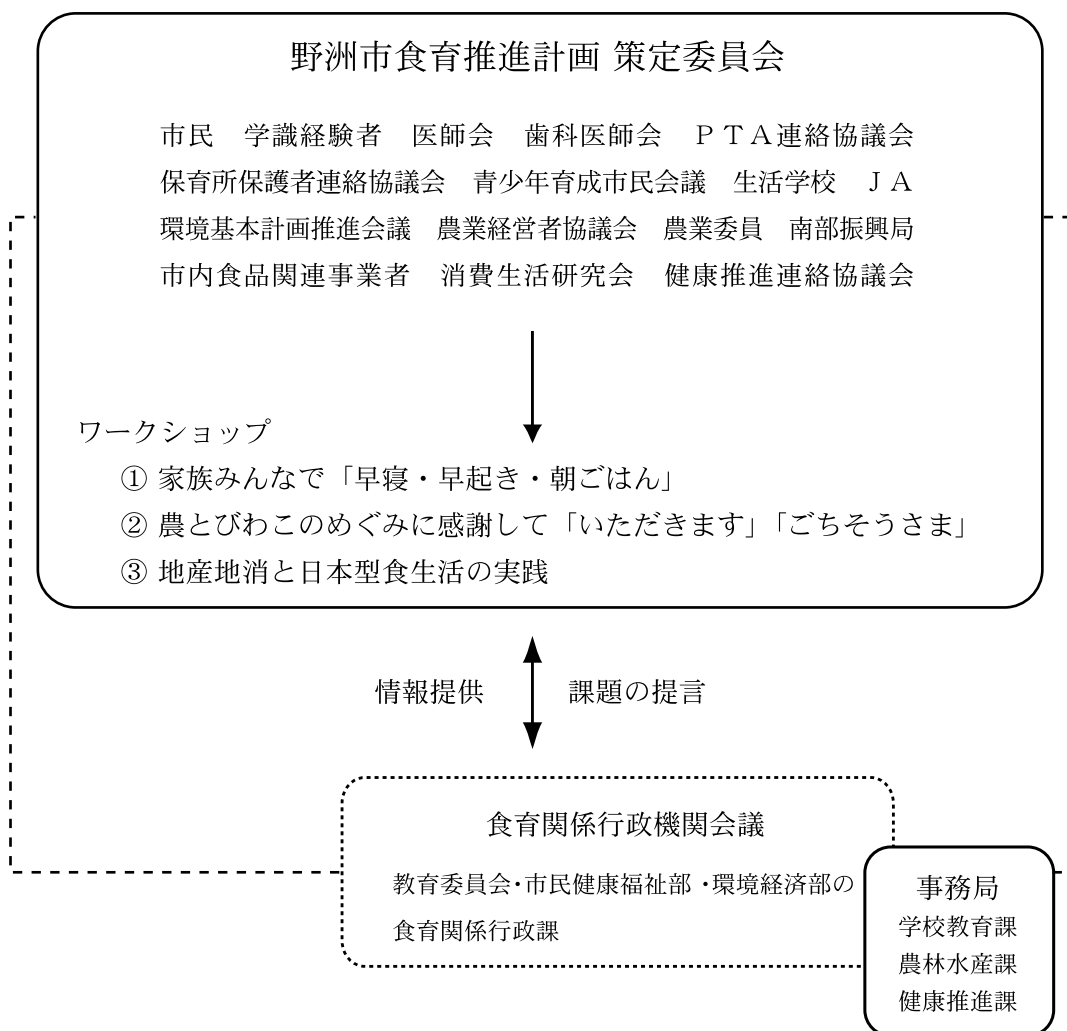 野洲市食育推進計画 策定委員会
市民　学識経験者　医師会　歯科医師会　ＰＴＡ連絡協議会
保育所保護者連絡協議会　青少年育成市民会議　生活学校　ＪＡ
環境基本計画推進会議　農業経営者協議会　農業委員　南部振興局
市内食品関連事業者　消費生活研究会　健康推進連絡協議会
ワークショップ
① 家族みんなで「早寝・早起き・朝ごはん」
② 農とびわこのめぐみに感謝して「いただきます」「ごちそうさま」
③ 地産地消と日本型食生活の実践
情報提供　課題の提言
食育関係行政機関会議
教育委員会・市民健康福祉部・環境経済部の
食育関係行政課
事務局
学校教育課
農林水産課
健康推進課